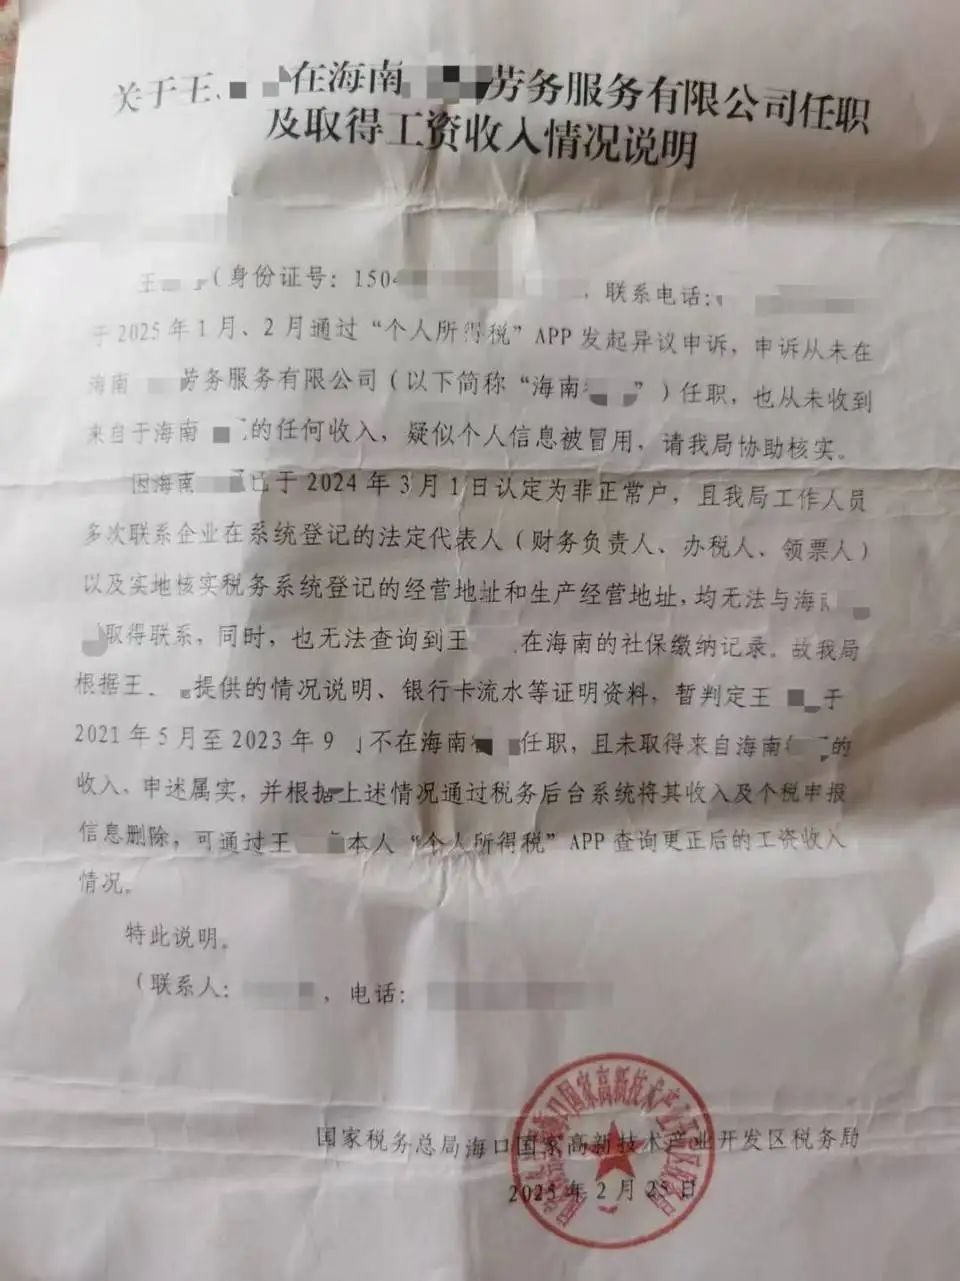 关于王在海南劳务服务有限公司任职
及取得工资收入情况说明
王（身份证号：1504，联系电话：
于2025年1月、2月通过“个人所得税”APP发起异议申诉，申诉从未在
海南劳务服务有限公司（以下简称“海南”）任职，也从未收到
来自于海南的任何收入，疑似个人信息被冒用，请我局协助核实。
因海南已于2024年3月1日认定为非正常户，且我局工作人员
多次联系企业在系统登记的法定代表人（财务负责人、办税人、领票人）
以及实地核实税务系统登记的经营地址和生产经营地址，均无法与海南
取得联系，同时，也无法查询到王在海南的社保缴纳记录。故我局
根据王提供的情况说明、银行卡流水等证明资料，暂判定王于
2021年5月至2023年9不在海南任职，且未取得来自海南的
收入，申述属实，并根据上述情况通过税务后台系统将其收入及个税申报
信息删除，可通过王本人“个人所得税”APP查询更正后的工资收入
情况。
特此说明。
（联系人：，电话：
国家税务总局海口国家高新技术产业开发区税务局
2025年2月25日